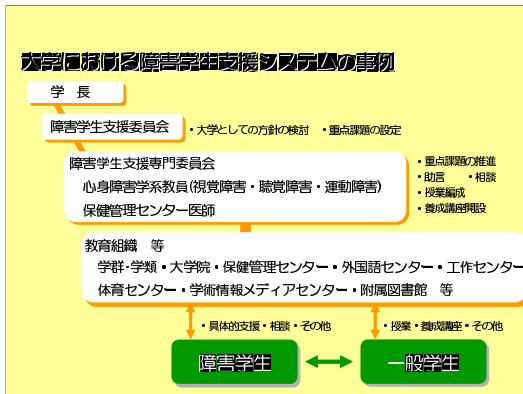 大学における障害学生支援システムの事例
学　長
障害学生支援委員会
・大学としての方針の検討　・重点課題の設定
障害学生支援専門委員会
心身障害学系教員(視覚障害・聴覚障害・運動障害)
保健管理センター医師
・重点課題の推進
・助言　　・相談
・授業編成
・養成講座開設
教育組織　等
学群・学類・大学院・保健管理センター・外国語センター・工作センター
体育センター・学術情報メディアセンター・附属図書館　等
・具体的支援・相談・その他
・授業・養成講座・その他
障害学生
一般学生